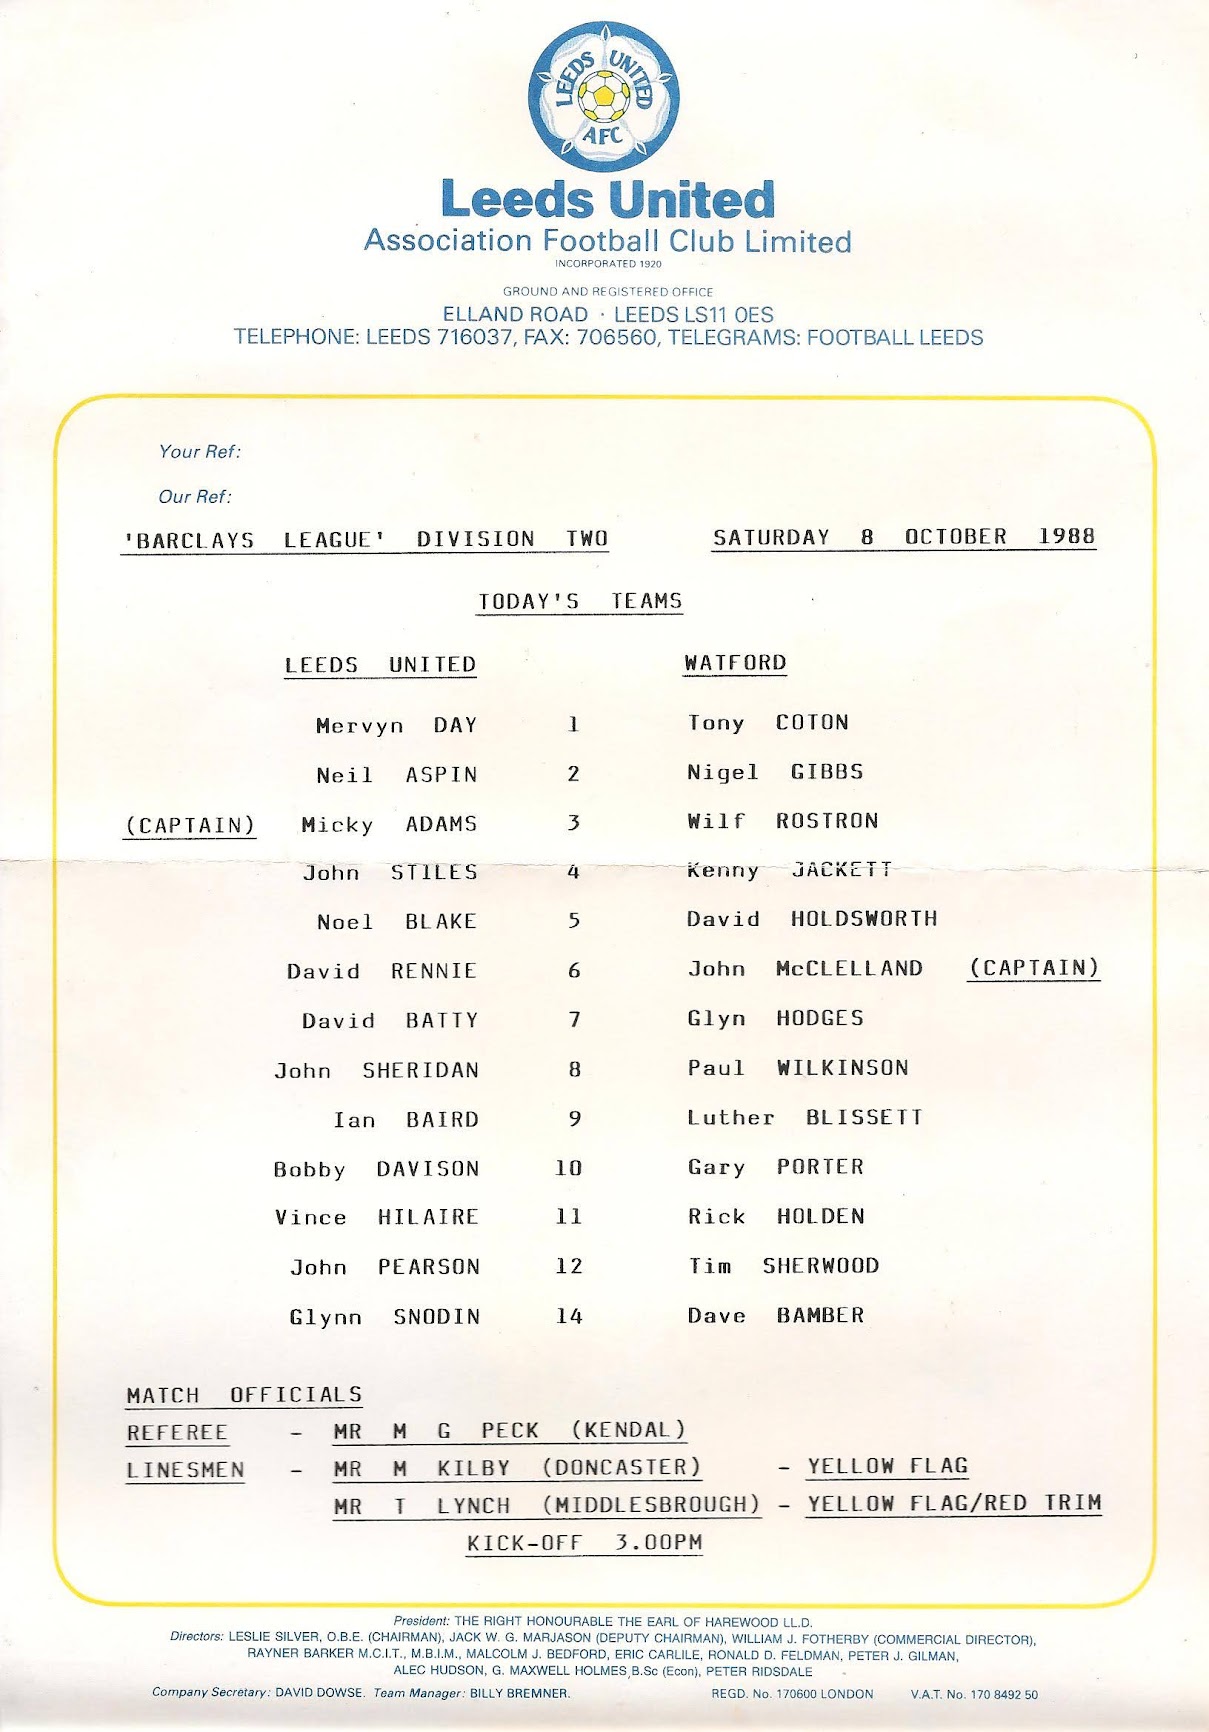 LEEDS UNITED
AFC
Leeds United
Association Football Club Limited
INCORPORATED 1920
GROUND AND REGISTERED OFFICE
ELLAND ROAD · LEEDS LS11 0ES
TELEPHONE: LEEDS 716037, FAX: 706560, TELEGRAMS: FOOTBALL LEEDS
Your Ref:
Our Ref:
'BARCLAYS LEAGUE' DIVISION TWO SATURDAY 8 OCTOBER 1988
TODAY'S TEAMS
LEEDS UNITED WATFORD
Mervyn DAY 1 Tony COTON
Neil ASPIN 2 Nigel GIBBS
(CAPTAIN) Micky ADAMS 3 Wilf ROSTRON
John STILES 4 Kenny JACKETT
Noel BLAKE 5 David HOLDSWORTH
David RENNIE 6 John McCLELLAND (CAPTAIN)
David BATTY 7 Glyn HODGES
John SHERIDAN 8 Paul WILKINSON
Ian BAIRD 9 Luther BLISSETT
Bobby DAVISON 10 Gary PORTER
Vince HILAIRE 11 Rick HOLDEN
John PEARSON 12 Tim SHERWOOD
Glynn SNODIN 14 Dave BAMBER
MATCH OFFICIALS
REFEREE - MR M G PECK (KENDAL)
LINESMEN - MR M KILBY (DONCASTER) - YELLOW FLAG
MR T LYNCH (MIDDLESBROUGH) - YELLOW FLAG/RED TRIM
KICK-OFF 3.00PM
President: THE RIGHT HONOURABLE THE EARL OF HAREWOOD LL.D.
Directors: LESLIE SILVER, O.B.E. (CHAIRMAN), JACK W. G. MARJASON (DEPUTY CHAIRMAN), WILLIAM J. FOTHERBY (COMMERCIAL DIRECTOR),
RAYNER BARKER M.C.I.T., M.B.I.M., MALCOLM J. BEDFORD, ERIC CARLILE, RONALD D. FELDMAN, PETER J. GILMAN,
ALEC HUDSON, G. MAXWELL HOLMES, B.Sc (Econ), PETER RIDSDALE
Company Secretary: DAVID DOWSE. Team Manager: BILLY BREMNER. REGD. No. 170600 LONDON V.A.T. No. 170 8492 50